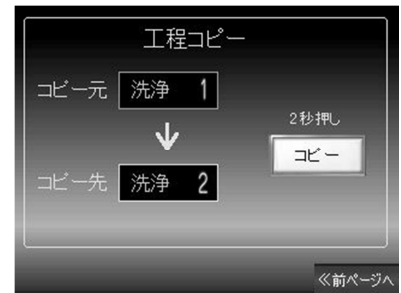 工程コピー
コピー元 洗浄 1
↓
2秒押し
コピー
コピー先 洗浄 2
≪前ページへ